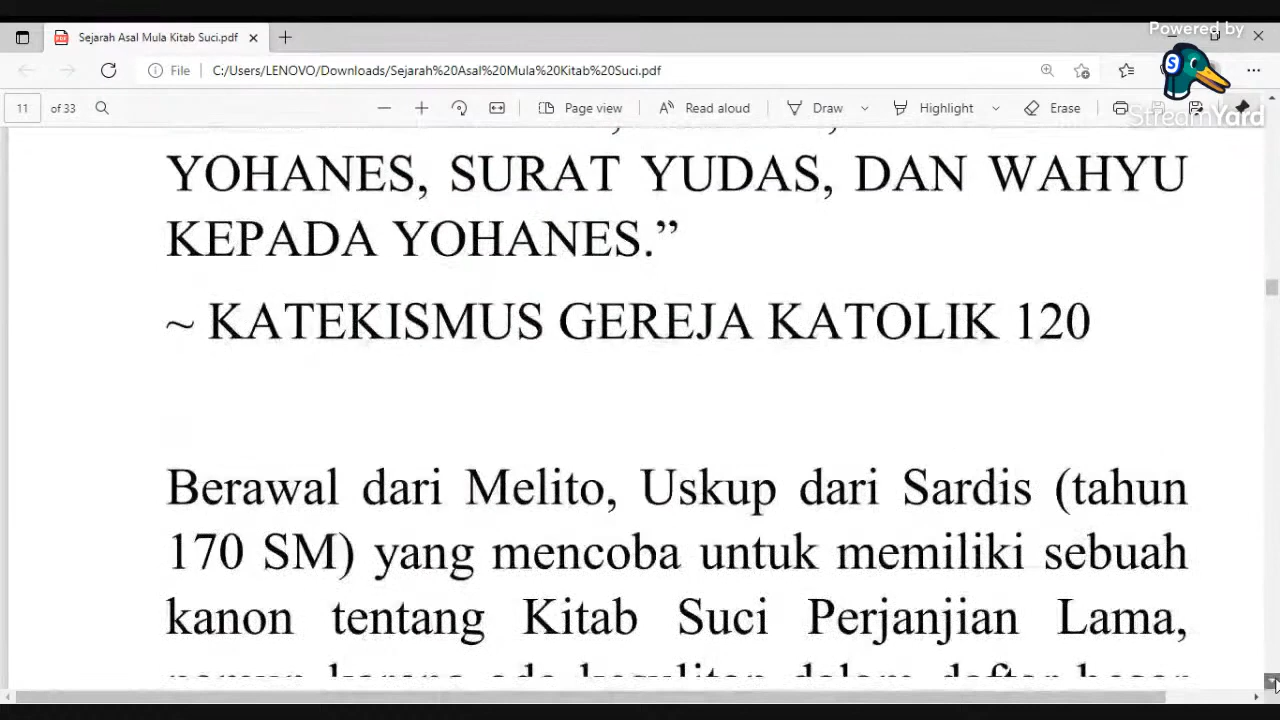 Powered by
StreamYard
Sejarah Asal Mula Kitab Suci.pdf
File
C:/Users/LENOVO/Downloads/Sejarah%20Asal%20Mula%20Kitab%20Suci.pdf
11 of 33
Page view
Read aloud
Draw
Highlight
Erase
YOHANES, SURAT YUDAS, DAN WAHYU
KEPADA YOHANES.”
~ KATEKISMUS GEREJA KATOLIK 120
Berawal dari Melito, Uskup dari Sardis (tahun
170 SM) yang mencoba untuk memiliki sebuah
kanon tentang Kitab Suci Perjanjian Lama,